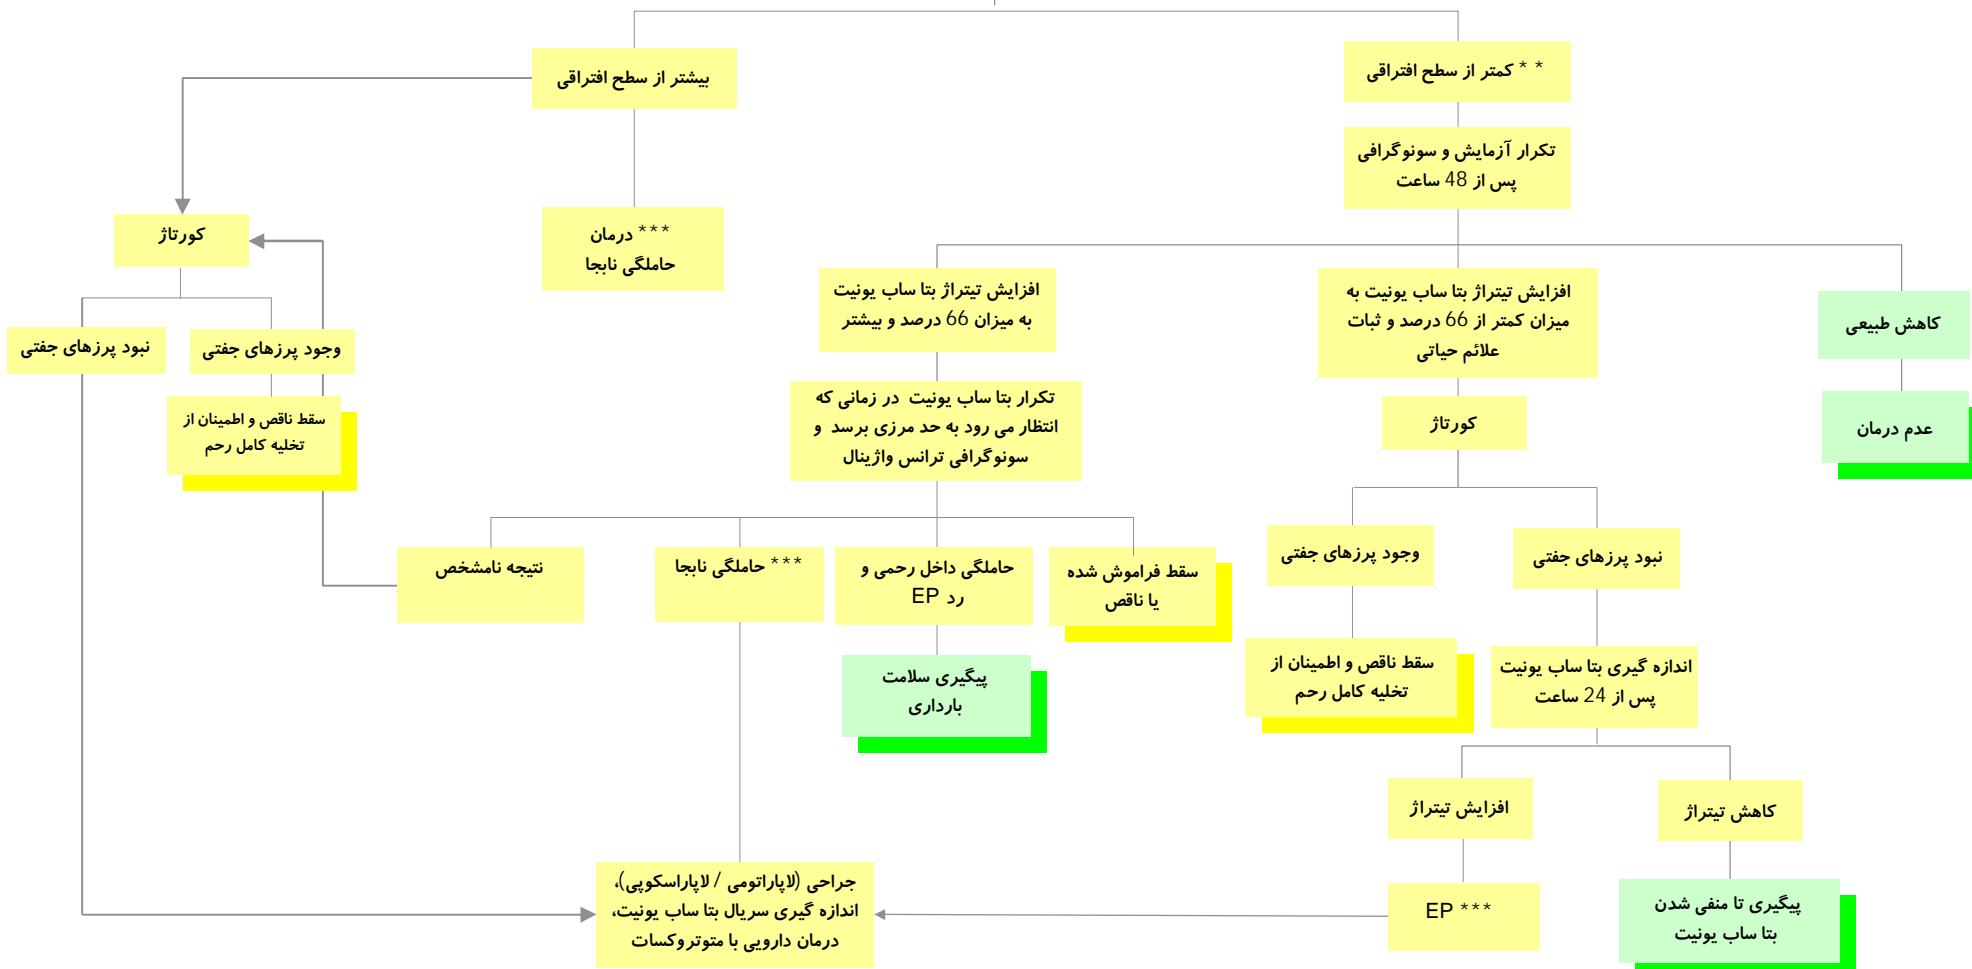 * * کمتر از سطح افتراقی
بیشتر از سطح افتراقی
تکرار آزمایش و سونوگرافی
پس از 48 ساعت
*** درمان
حاملگی نابجا
کورتاژ
کاهش طبیعی
افزایش تیتراژ بتا ساب یونیت به
میزان کمتر از 66 درصد و ثبات
علائم حیاتی
افزایش تیتراژ بتا ساب یونیت
به میزان 66 درصد و بیشتر
وجود پرزهای جفتی
نبود پرزهای جفتی
عدم درمان
کورتاژ
تکرار بتا ساب یونیت در زمانی که
انتظار می رود به حد مرزی برسد و
سونوگرافی ترانس واژینال
سقط ناقص و اطمینان از
تخلیه کامل رحم
نبود پرزهای جفتی
وجود پرزهای جفتی
سقط فراموش شده
یا ناقص
حاملگی داخل رحمی و
رد EP
*** حاملگی نابجا
نتیجه نامشخص
اندازه گیری بتا ساب یونیت
پس از 24 ساعت
سقط ناقص و اطمینان از
تخلیه کامل رحم
پیگیری سلامت
بارداری
کاهش تیتراژ
افزایش تیتراژ
پیگیری تا منفی شدن
بتا ساب یونیت
EP ***
جراحی (لاپاراتومی / لاپاراسکوپی)،
اندازه گیری سریال بتا ساب یونیت،
درمان دارویی با متوتروکسات